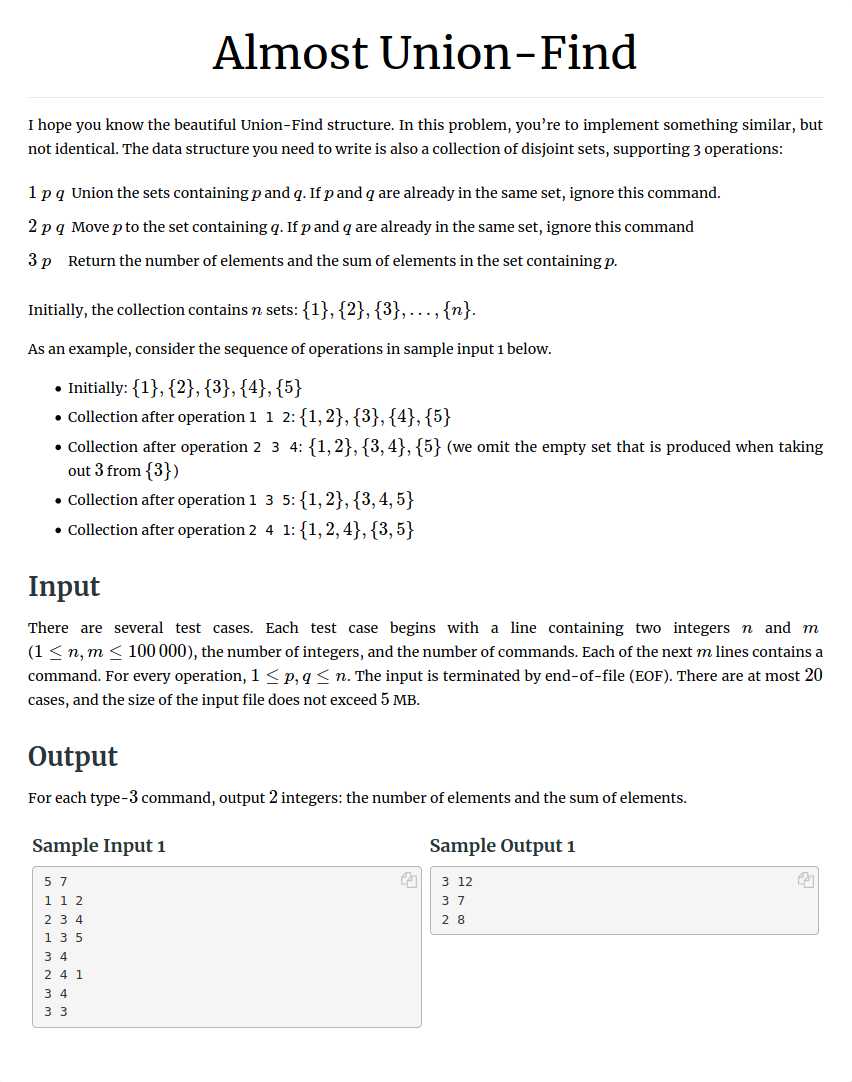 Almost Union-Find
I hope you know the beautiful Union-Find structure. In this problem, you’re to implement something similar, but
not identical. The data structure you need to write is also a collection of disjoint sets, supporting 3 operations:
1 p q Union the sets containing p and q. If p and q are already in the same set, ignore this command.
2 p q Move p to the set containing q. If p and q are already in the same set, ignore this command
3 p Return the number of elements and the sum of elements in the set containing p.
Initially, the collection contains n sets: {1}, {2}, {3}, . . . , {n}.
As an example, consider the sequence of operations in sample input 1 below.
• Initially: {1}, {2}, {3}, {4}, {5}
• Collection after operation 1 1 2: {1, 2}, {3}, {4}, {5}
• Collection after operation 2 3 4: {1, 2}, {3, 4}, {5} (we omit the empty set that is produced when taking
out 3 from {3})
• Collection after operation 1 3 5: {1, 2}, {3, 4, 5}
• Collection after operation 2 4 1: {1, 2, 4}, {3, 5}
Input
There are several test cases. Each test case begins with a line containing two integers n and m
(1 ≤ n, m ≤ 100 000), the number of integers, and the number of commands. Each of the next m lines contains a
command. For every operation, 1 ≤ p, q ≤ n. The input is terminated by end-of-file (EOF). There are at most 20
cases, and the size of the input file does not exceed 5 MB.
Output
For each type-3 command, output 2 integers: the number of elements and the sum of elements.
Sample Input 1
5 7
1 1 2
2 3 4
1 3 5
3 4
2 4 1
3 4
3 3
Sample Output 1
3 12
3 7
2 8